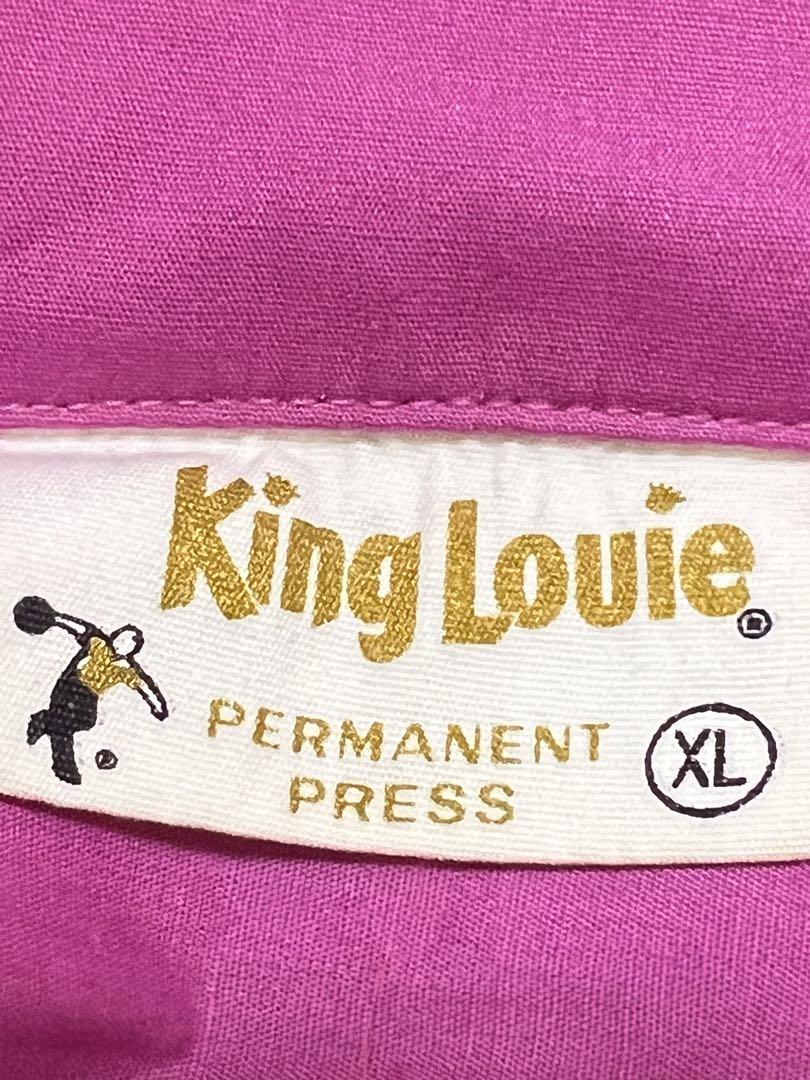 King Louie ®
PERMANENT
PRESS
XL
®